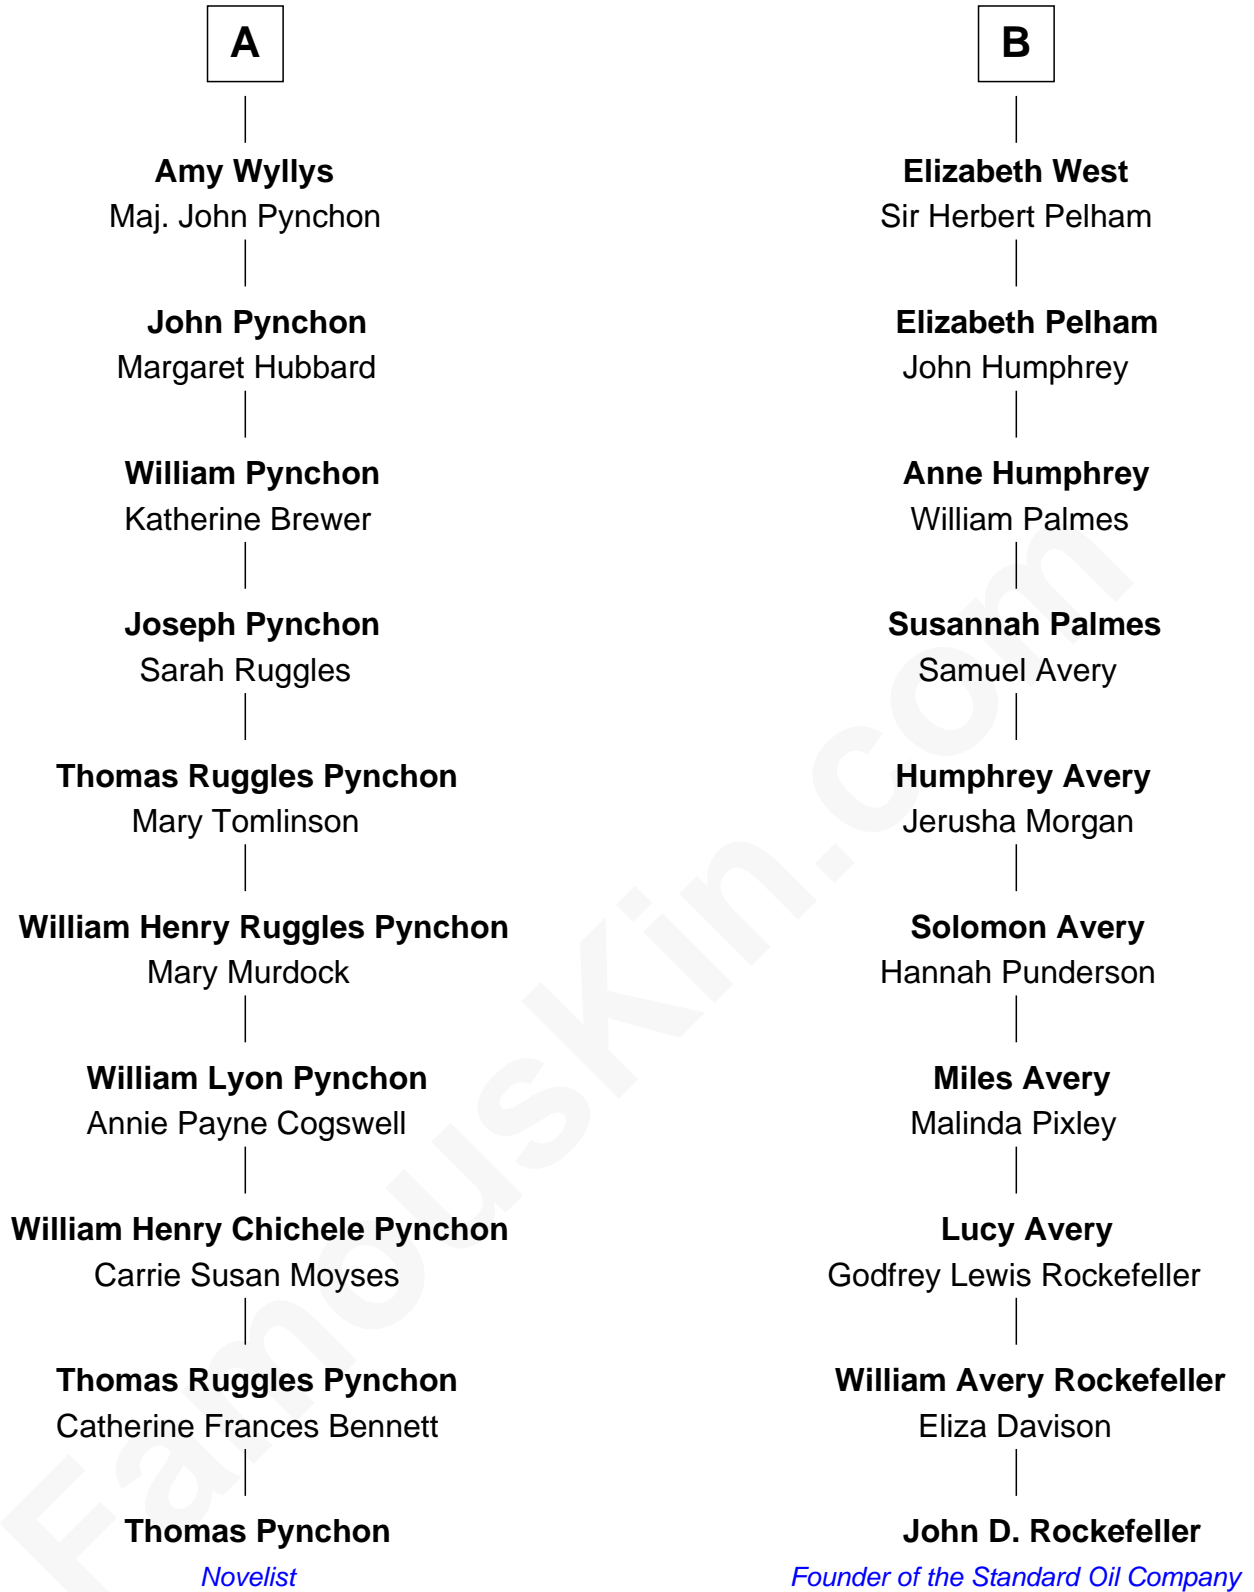 A
Amy Wyllys
Maj. John Pynchon
John Pynchon
Margaret Hubbard
William Pynchon
Katherine Brewer
Joseph Pynchon
Sarah Ruggles
Thomas Ruggles Pynchon
Mary Tomlinson
William Henry Ruggles Pynchon
Mary Murdock
William Lyon Pynchon
Annie Payne Cogswell
William Henry Chichele Pynchon
Carrie Susan Moyses
Thomas Ruggles Pynchon
Catherine Frances Bennett
Thomas Pynchon
Novelist
B
Elizabeth West
Sir Herbert Pelham
Elizabeth Pelham
John Humphrey
Anne Humphrey
William Palmes
Susannah Palmes
Samuel Avery
Humphrey Avery
Jerusha Morgan
Solomon Avery
Hannah Punderson
Miles Avery
Malinda Pixley
Lucy Avery
Godfrey Lewis Rockefeller
William Avery Rockefeller
Eliza Davison
John D. Rockefeller
Founder of the Standard Oil Company
FamousKin.com